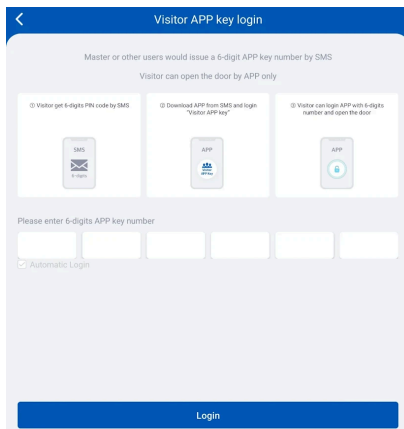 Visitor APP key login
Master or other users would issue a 6-digit APP key number by SMS
Visitor can open the door by APP only
① Visitor get 6-digits PIN code by SMS
② Download APP from SMS and login
"Visitor APP key"
③ Visitor can login APP with 6-digits
number and open the door
SMS
6-digits
APP
APP
Please enter 6-digits APP key number
Automatic Login
Login